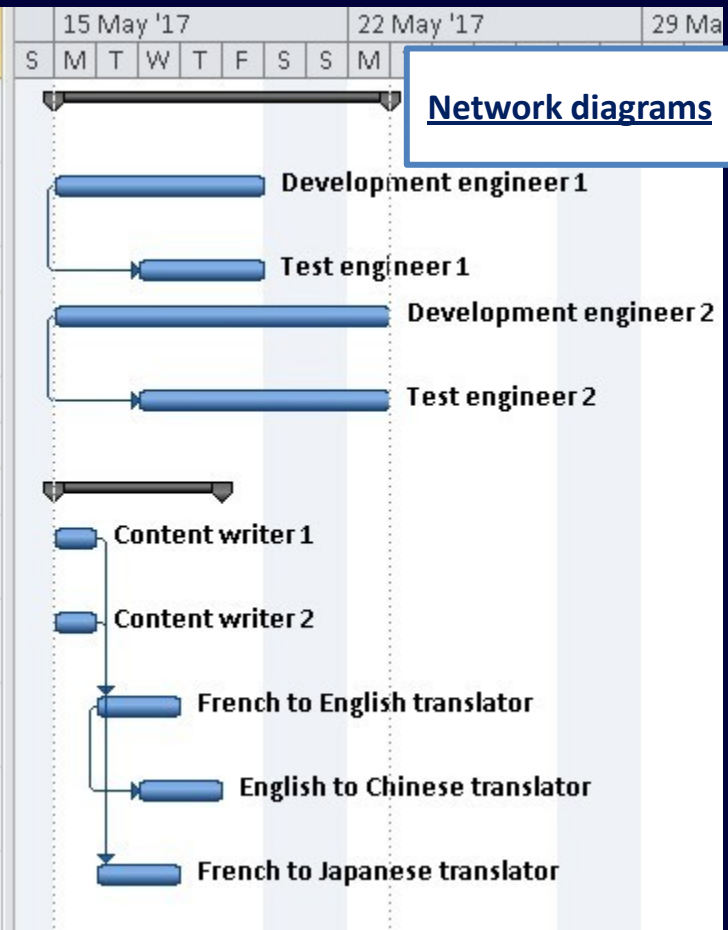 15 May '17 22 May '17 29 Ma
S M T W T F S S M
Network diagrams
Development engineer 1
Test engineer 1
Development engineer 2
Test engineer 2
Content writer 1
Content writer 2
French to English translator
English to Chinese translator
French to Japanese translator